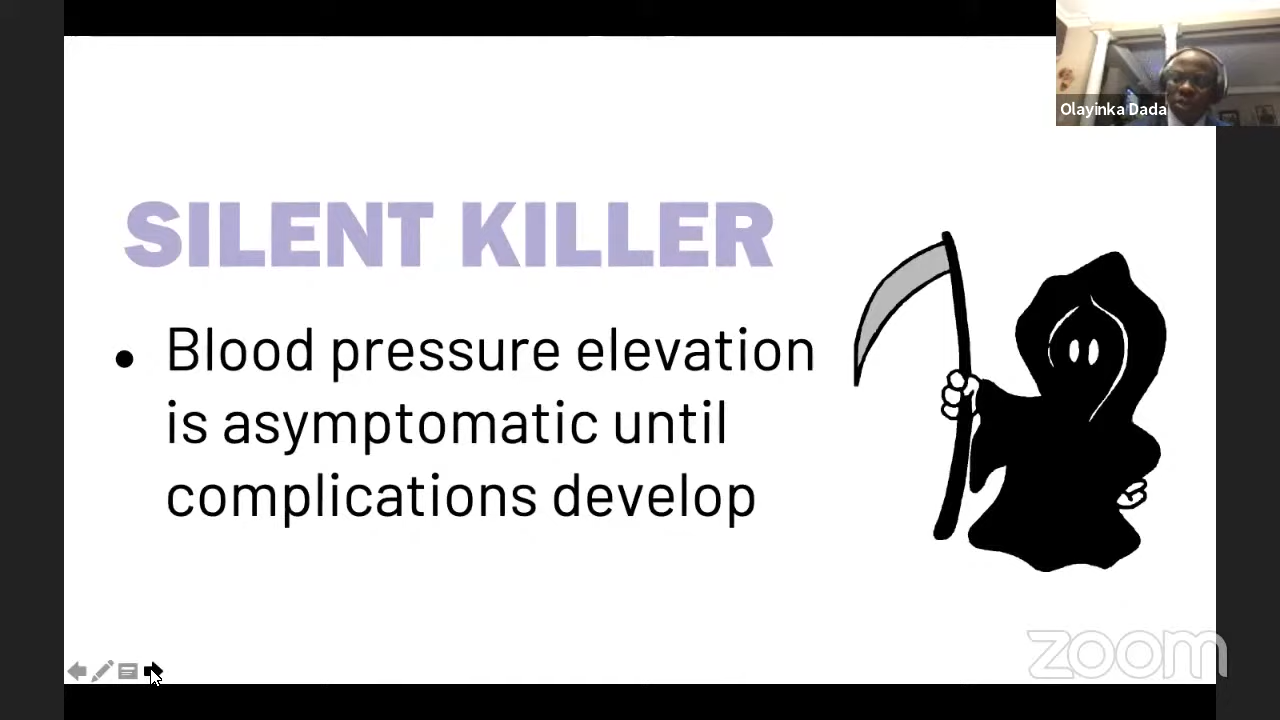 Olayinka Dada
SILENT KILLER
• Blood pressure elevation
is asymptomatic until
complications develop
zoom